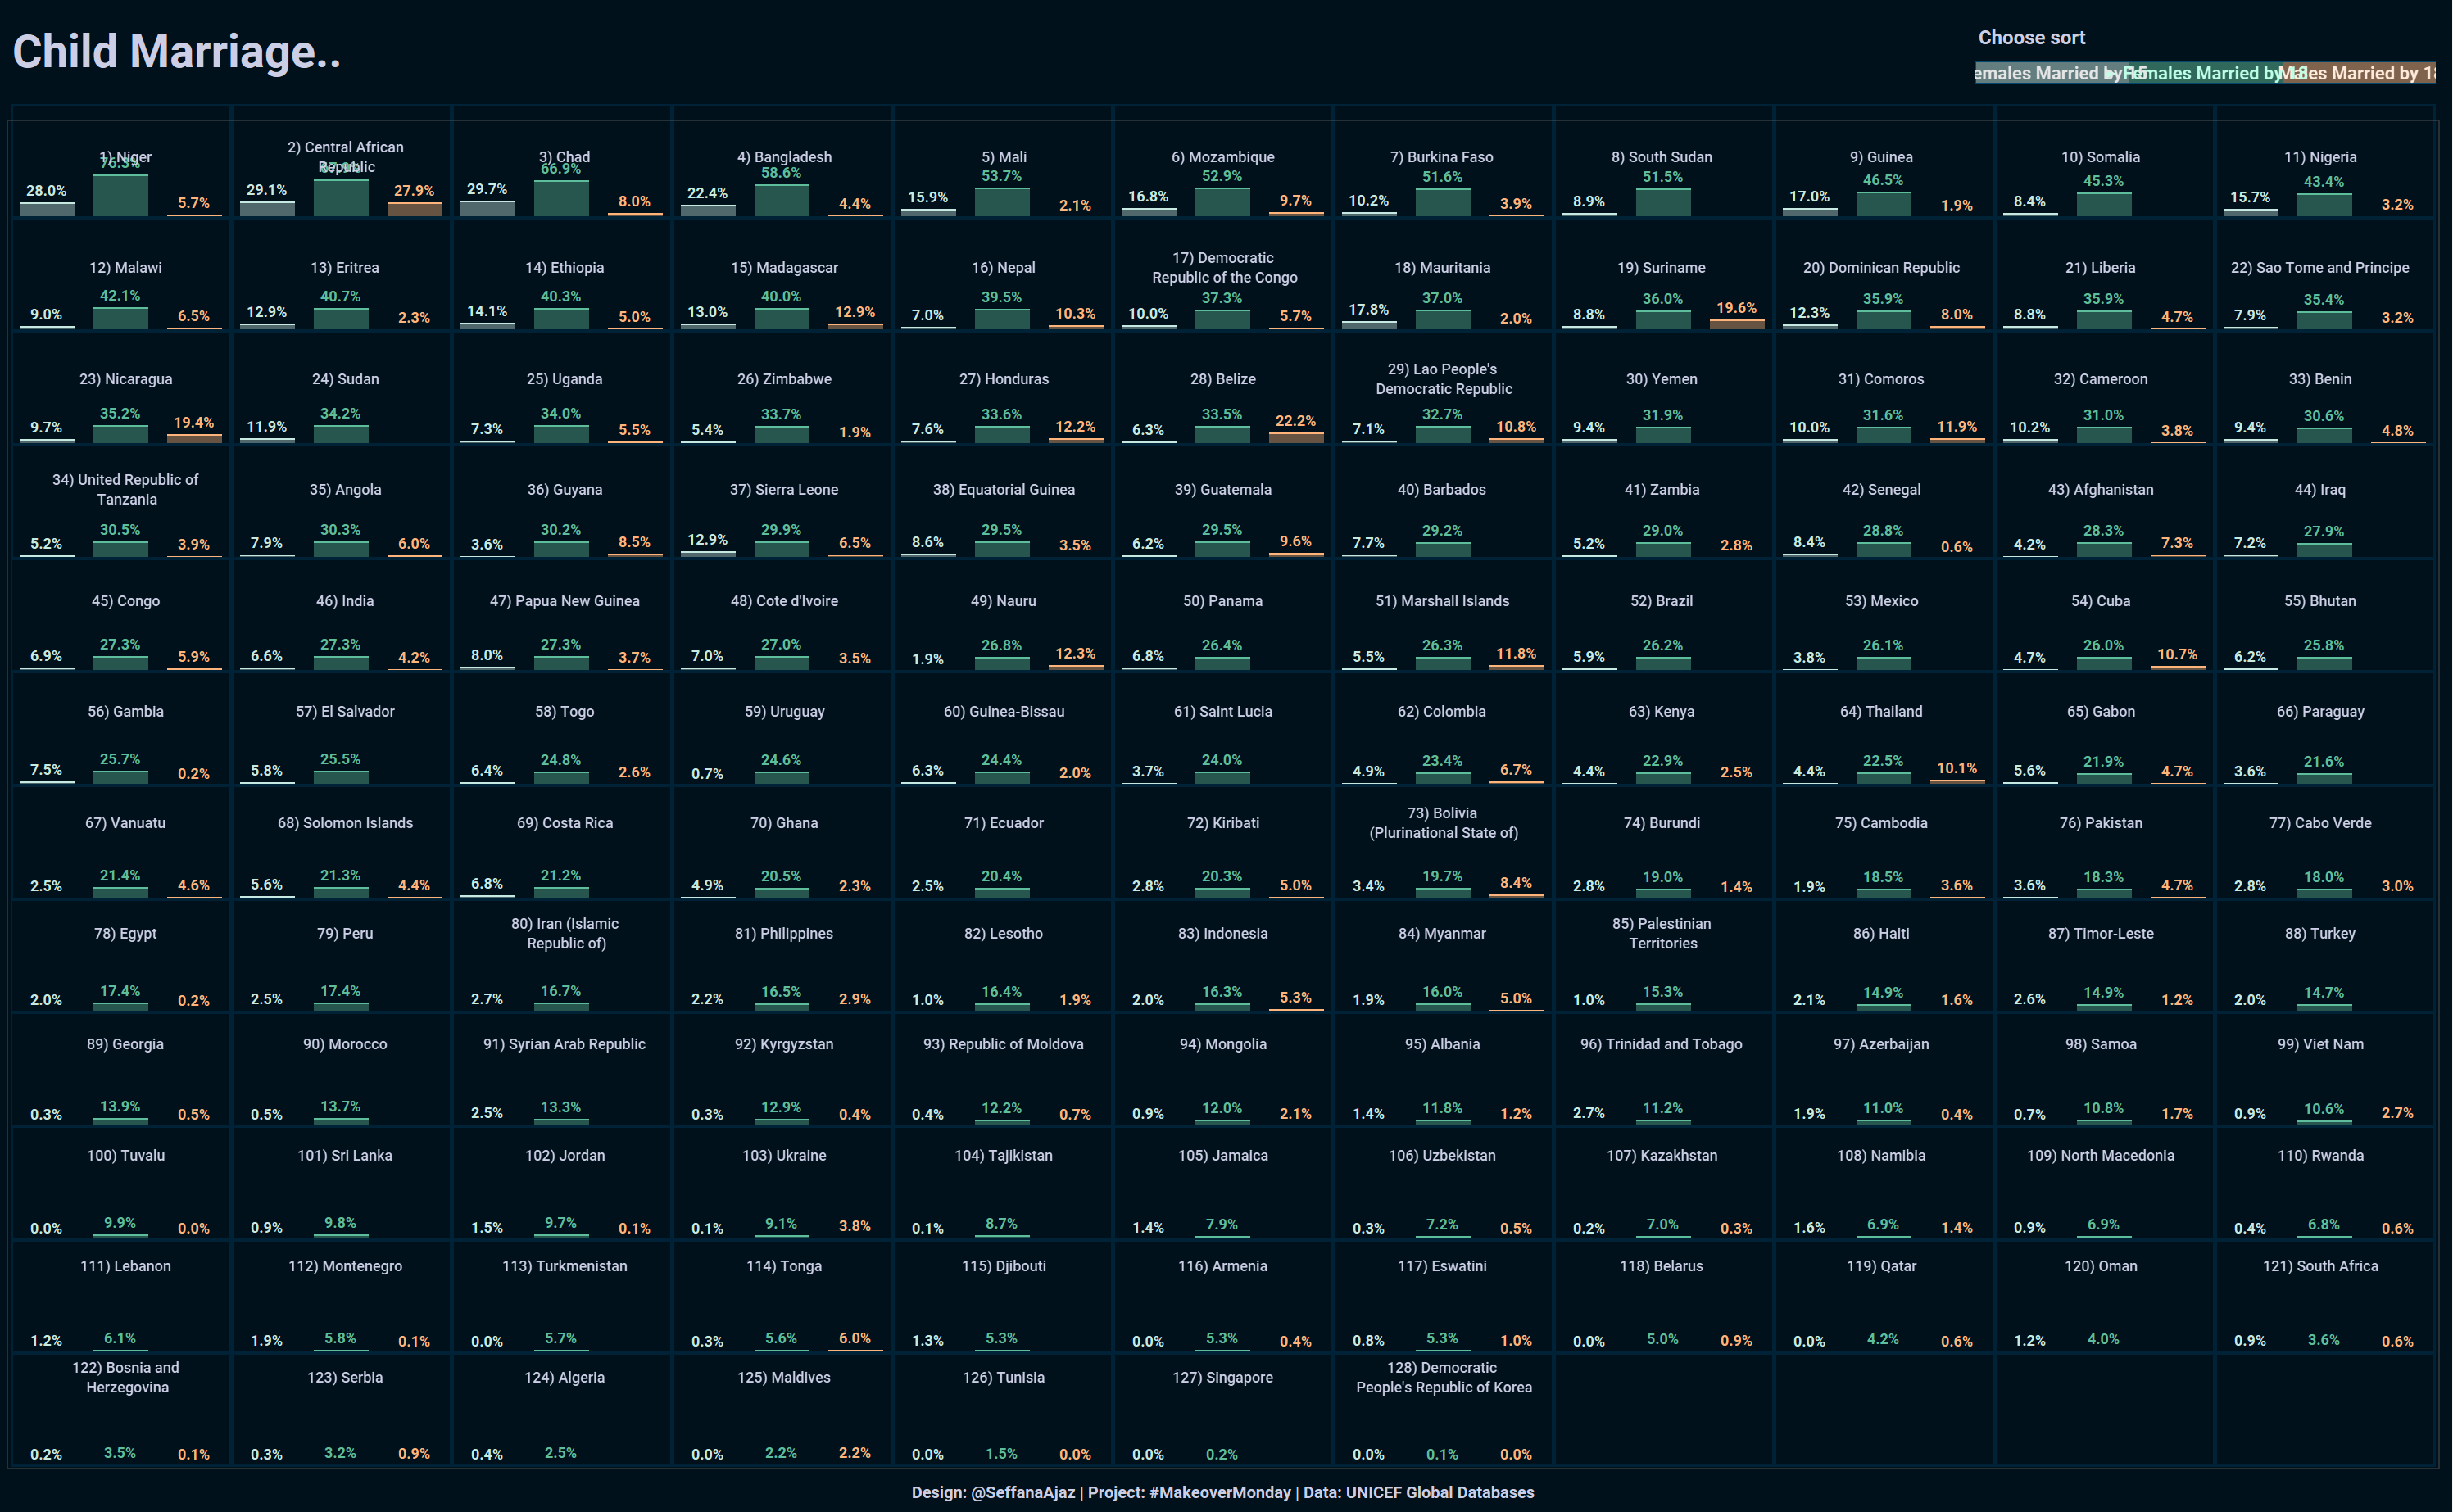 Child Marriage..
Choose sort
emales Married by 15
Females Married by 18
Males Married by 18
1) Niger
76.3%
28.0%
5.7%
2) Central African
Republic
67.9%
29.1%
27.9%
3) Chad
66.9%
29.7%
8.0%
4) Bangladesh
58.6%
22.4%
4.4%
5) Mali
53.7%
15.9%
2.1%
6) Mozambique
52.9%
16.8%
9.7%
7) Burkina Faso
51.6%
10.2%
3.9%
8) South Sudan
51.5%
8.9%
9) Guinea
46.5%
17.0%
1.9%
10) Somalia
45.3%
8.4%
11) Nigeria
43.4%
15.7%
3.2%
12) Malawi
42.1%
9.0%
6.5%
13) Eritrea
40.7%
12.9%
2.3%
14) Ethiopia
40.3%
14.1%
5.0%
15) Madagascar
40.0%
13.0%
12.9%
16) Nepal
39.5%
7.0%
10.3%
17) Democratic
Republic of the Congo
37.3%
10.0%
5.7%
18) Mauritania
37.0%
17.8%
2.0%
19) Suriname
36.0%
8.8%
19.6%
20) Dominican Republic
35.9%
12.3%
8.0%
21) Liberia
35.9%
8.8%
4.7%
22) Sao Tome and Principe
35.4%
7.9%
3.2%
23) Nicaragua
35.2%
9.7%
19.4%
24) Sudan
34.2%
11.9%
25) Uganda
34.0%
7.3%
5.5%
26) Zimbabwe
33.7%
5.4%
1.9%
27) Honduras
33.6%
7.6%
12.2%
28) Belize
33.5%
6.3%
22.2%
29) Lao People's
Democratic Republic
32.7%
7.1%
10.8%
30) Yemen
31.9%
9.4%
31) Comoros
31.6%
10.0%
11.9%
32) Cameroon
31.0%
10.2%
3.8%
33) Benin
30.6%
9.4%
4.8%
34) United Republic of
Tanzania
30.5%
5.2%
3.9%
35) Angola
30.3%
7.9%
6.0%
36) Guyana
30.2%
3.6%
8.5%
37) Sierra Leone
29.9%
12.9%
6.5%
38) Equatorial Guinea
29.5%
8.6%
3.5%
39) Guatemala
29.5%
6.2%
9.6%
40) Barbados
29.2%
7.7%
41) Zambia
29.0%
5.2%
2.8%
42) Senegal
28.8%
8.4%
0.6%
43) Afghanistan
28.3%
4.2%
7.3%
44) Iraq
27.9%
7.2%
45) Congo
27.3%
6.9%
5.9%
46) India
27.3%
6.6%
4.2%
47) Papua New Guinea
27.3%
8.0%
3.7%
48) Cote d'Ivoire
27.0%
7.0%
3.5%
49) Nauru
26.8%
1.9%
12.3%
50) Panama
26.4%
6.8%
51) Marshall Islands
26.3%
5.5%
11.8%
52) Brazil
26.2%
5.9%
53) Mexico
26.1%
3.8%
54) Cuba
26.0%
4.7%
10.7%
55) Bhutan
25.8%
6.2%
56) Gambia
25.7%
7.5%
0.2%
57) El Salvador
25.5%
5.8%
58) Togo
24.8%
6.4%
2.6%
59) Uruguay
24.6%
0.7%
60) Guinea-Bissau
24.4%
6.3%
2.0%
61) Saint Lucia
24.0%
3.7%
62) Colombia
23.4%
4.9%
6.7%
63) Kenya
22.9%
4.4%
2.5%
64) Thailand
22.5%
4.4%
10.1%
65) Gabon
21.9%
5.6%
4.7%
66) Paraguay
21.6%
3.6%
67) Vanuatu
21.4%
2.5%
4.6%
68) Solomon Islands
21.3%
5.6%
4.4%
69) Costa Rica
21.2%
6.8%
70) Ghana
20.5%
4.9%
2.3%
71) Ecuador
20.4%
2.5%
72) Kiribati
20.3%
2.8%
5.0%
73) Bolivia
(Plurinational State of)
19.7%
3.4%
8.4%
74) Burundi
19.0%
2.8%
1.4%
75) Cambodia
18.5%
1.9%
3.6%
76) Pakistan
18.3%
3.6%
4.7%
77) Cabo Verde
18.0%
2.8%
3.0%
78) Egypt
17.4%
2.0%
0.2%
79) Peru
17.4%
2.5%
80) Iran (Islamic
Republic of)
16.7%
2.7%
81) Philippines
16.5%
2.2%
2.9%
82) Lesotho
16.4%
1.0%
1.9%
83) Indonesia
16.3%
2.0%
5.3%
84) Myanmar
16.0%
1.9%
5.0%
85) Palestinian
Territories
15.3%
1.0%
86) Haiti
14.9%
2.1%
1.6%
87) Timor-Leste
14.9%
2.6%
1.2%
88) Turkey
14.7%
2.0%
89) Georgia
13.9%
0.3%
0.5%
90) Morocco
13.7%
0.5%
91) Syrian Arab Republic
13.3%
2.5%
92) Kyrgyzstan
12.9%
0.3%
0.4%
93) Republic of Moldova
12.2%
0.4%
0.7%
94) Mongolia
12.0%
0.9%
2.1%
95) Albania
11.8%
1.4%
1.2%
96) Trinidad and Tobago
11.2%
2.7%
97) Azerbaijan
11.0%
1.9%
0.4%
98) Samoa
10.8%
0.7%
1.7%
99) Viet Nam
10.6%
0.9%
2.7%
100) Tuvalu
9.9%
0.0%
0.0%
101) Sri Lanka
9.8%
0.9%
102) Jordan
9.7%
1.5%
0.1%
103) Ukraine
9.1%
0.1%
3.8%
104) Tajikistan
8.7%
0.1%
105) Jamaica
7.9%
1.4%
106) Uzbekistan
7.2%
0.3%
0.5%
107) Kazakhstan
7.0%
0.2%
0.3%
108) Namibia
6.9%
1.6%
1.4%
109) North Macedonia
6.9%
0.9%
110) Rwanda
6.8%
0.4%
0.6%
111) Lebanon
6.1%
1.2%
112) Montenegro
5.8%
1.9%
0.1%
113) Turkmenistan
5.7%
0.0%
114) Tonga
5.6%
0.3%
6.0%
115) Djibouti
5.3%
1.3%
116) Armenia
5.3%
0.0%
0.4%
117) Eswatini
5.3%
0.8%
1.0%
118) Belarus
5.0%
0.0%
0.9%
119) Qatar
4.2%
0.0%
0.6%
120) Oman
4.0%
1.2%
121) South Africa
3.6%
0.9%
0.6%
122) Bosnia and
Herzegovina
3.5%
0.2%
0.1%
123) Serbia
3.2%
0.3%
0.9%
124) Algeria
2.5%
0.4%
125) Maldives
2.2%
0.0%
2.2%
126) Tunisia
1.5%
0.0%
0.0%
127) Singapore
0.2%
0.0%
128) Democratic
People's Republic of Korea
0.1%
0.0%
0.0%
Design: @SeffanaAjaz | Project: #MakeoverMonday | Data: UNICEF Global Databases